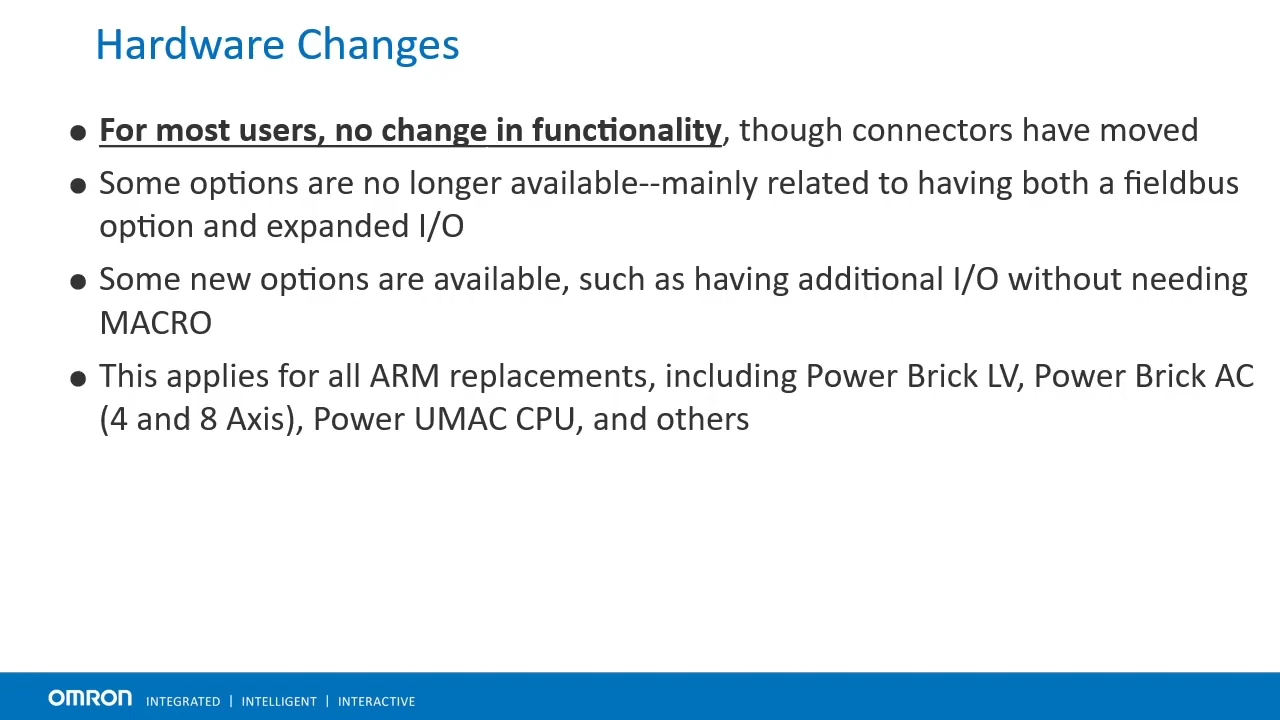 Hardware Changes
● For most users, no change in functionality, though connectors have moved
● Some options are no longer available--mainly related to having both a fieldbus
option and expanded I/O
● Some new options are available, such as having additional I/O without needing
MACRO
● This applies for all ARM replacements, including Power Brick LV, Power Brick AC
(4 and 8 Axis), Power UMAC CPU, and others
OMRON INTEGRATED | INTELLIGENT | INTERACTIVE